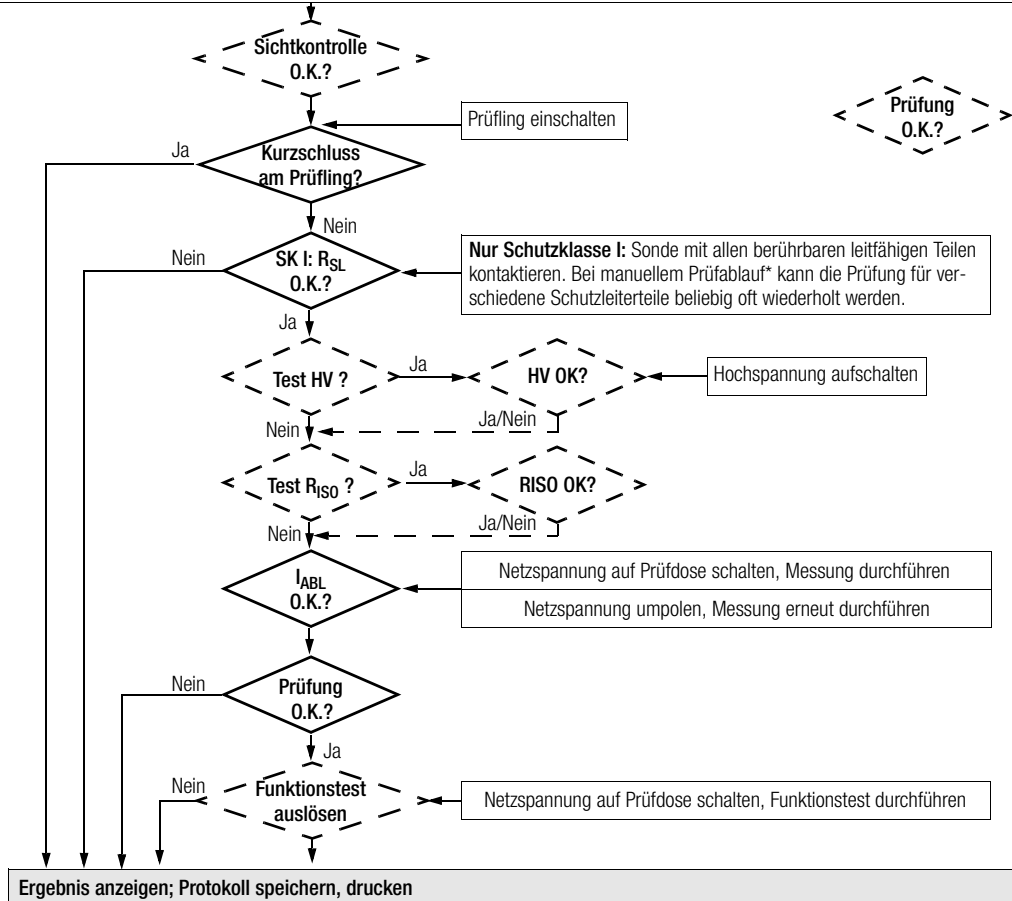 Sichtkontrolle
O.K.?
Prüfung
O.K.?
Prüfling einschalten
Ja
Kurzschluss
am Prüfling?
Nein
Nein
SK I: RSL
O.K.?
Nur Schutzklasse I: Sonde mit allen berührbaren leitfähigen Teilen
kontaktieren. Bei manuellem Prüfablauf* kann die Prüfung für ver-
schiedene Schutzleiterteile beliebig oft wiederholt werden.
Ja
Test HV ?
Ja
HV OK?
Hochspannung aufschalten
Ja/Nein
Nein
Test RISO ?
Ja
RISO OK?
Ja/Nein
Nein
IABL
O.K.?
Netzspannung auf Prüfdose schalten, Messung durchführen
Netzspannung umpolen, Messung erneut durchführen
Nein
Prüfung
O.K.?
Ja
Nein
Funktionstest
auslösen
Netzspannung auf Prüfdose schalten, Funktionstest durchführen
Ergebnis anzeigen; Protokoll speichern, drucken